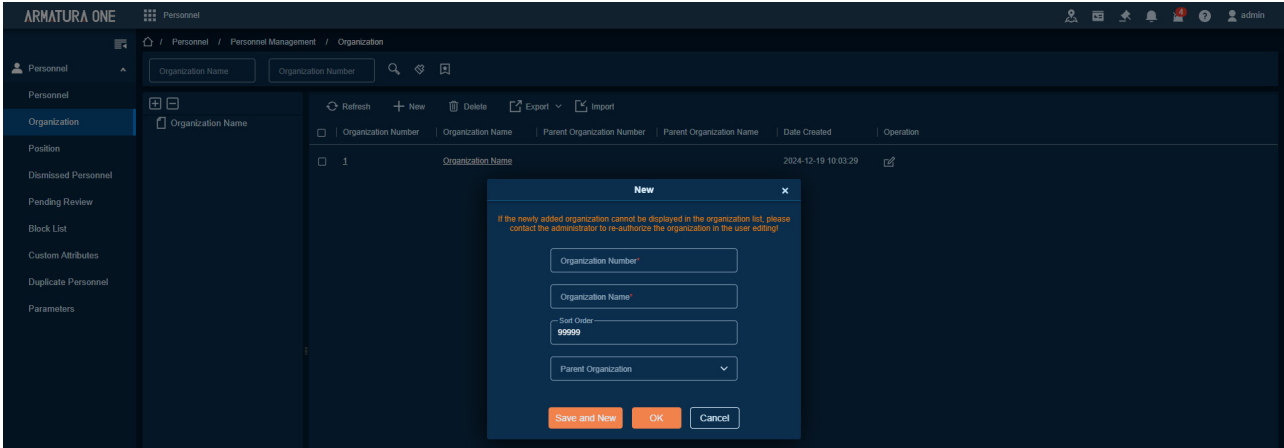 ARMATURA ONE
Personnel
4
admin
/ Personnel / Personnel Management / Organization
Personnel
Organization Name
Organization Number
Personnel
Organization
Position
Dismissed Personnel
Pending Review
Block List
Custom Attributes
Duplicate Personnel
Parameters
Organization Name
Refresh New Delete Export Import
Organization Number Organization Name Parent Organization Number Parent Organization Name Date Created Operation
1 Organization Name 2024-12-19 10:03:29
New
If the newly added organization cannot be displayed in the organization list, please
contact the administrator to re-authorize the organization in the user editing!
Organization Number*
Organization Name*
Sort Order
99999
Parent Organization
Save and New OK Cancel